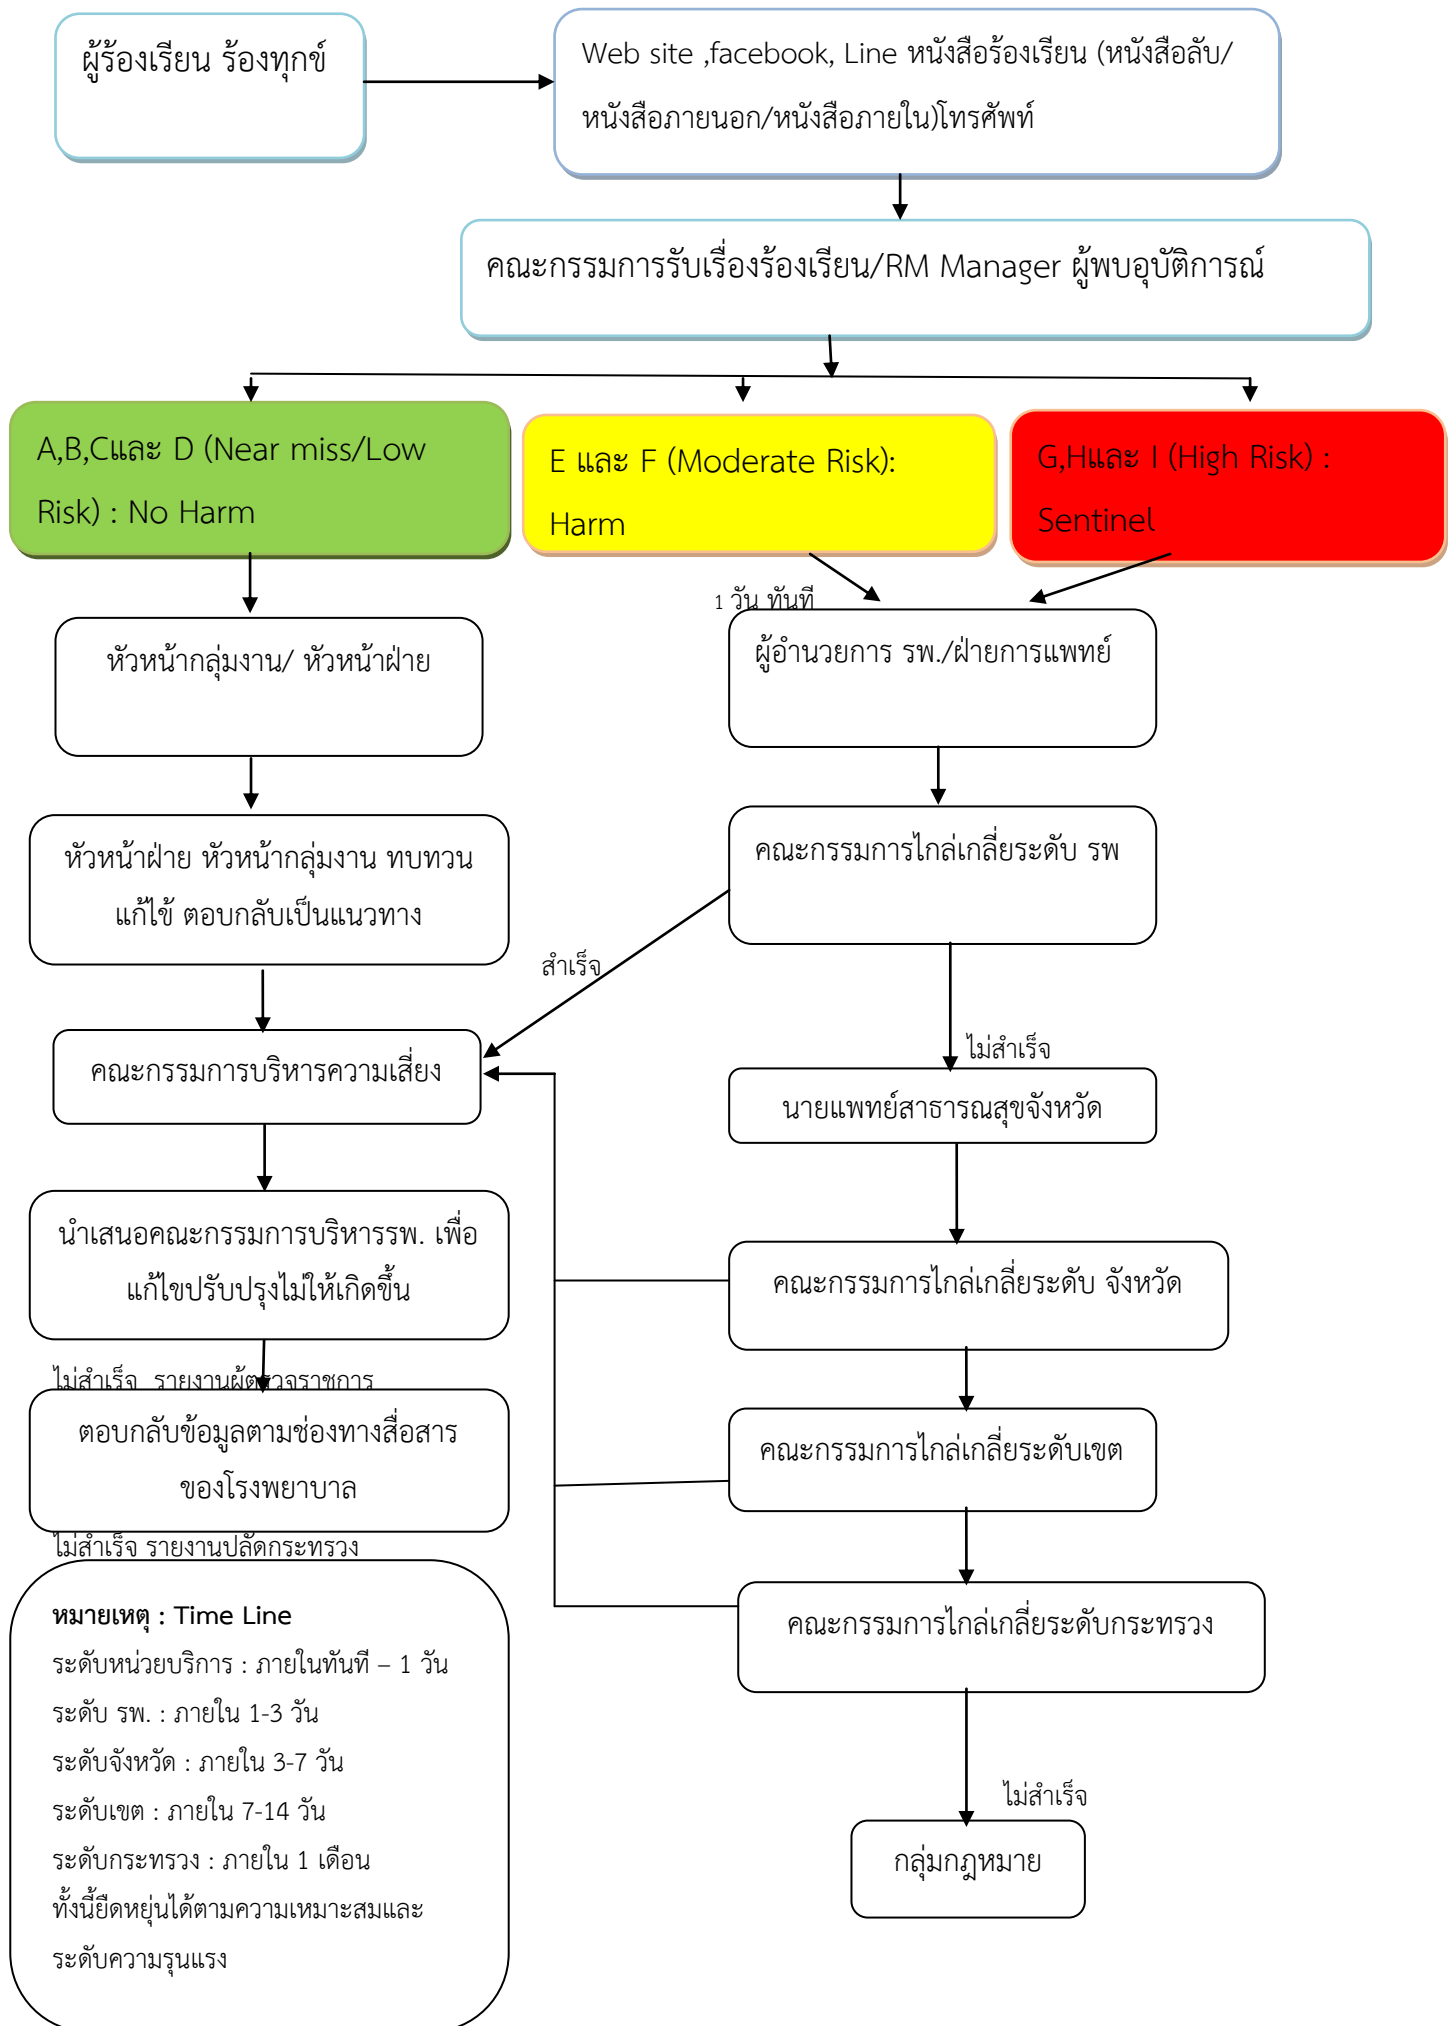 ผู้ร้องเรียน ร้องทุกข์
Web site ,facebook, Line หนังสือร้องเรียน (หนังสือลับ/
หนังสือภายนอก/หนังสือภายใน)โทรศัพท์
คณะกรรมการรับเรื่องร้องเรียน/RM Manager ผู้พบอุบัติการณ์
A,B,Cและ D (Near miss/Low
Risk) : No Harm
E และ F (Moderate Risk):
Harm
G,Hและ I (High Risk) :
Sentinel
1 วัน ทันที
หัวหน้ากลุ่มงาน/ หัวหน้าฝ่าย
ผู้อำนวยการ รพ./ฝ่ายการแพทย์
หัวหน้าฝ่าย หัวหน้ากลุ่มงาน ทบทวน
แก้ไข้ ตอบกลับเป็นแนวทาง
คณะกรรมการไกล่เกลี่ยระดับ รพ
สำเร็จ
ไม่สำเร็จ
คณะกรรมการบริหารความเสี่ยง
นายแพทย์สาธารณสุขจังหวัด
นำเสนอคณะกรรมการบริหารรพ. เพื่อ
แก้ไขปรับปรุงไม่ให้เกิดขึ้น
คณะกรรมการไกล่เกลี่ยระดับ จังหวัด
ไม่สำเร็จ รายงานผู้ตรวจราชการ
ตอบกลับข้อมูลตามช่องทางสื่อสาร
ของโรงพยาบาล
คณะกรรมการไกล่เกลี่ยระดับเขต
ไม่สำเร็จ รายงานปลัดกระทรวง
คณะกรรมการไกล่เกลี่ยระดับกระทรวง
หมายเหตุ : Time Line
ระดับหน่วยบริการ : ภายในทันที – 1 วัน
ระดับ รพ. : ภายใน 1-3 วัน
ระดับจังหวัด : ภายใน 3-7 วัน
ระดับเขต : ภายใน 7-14 วัน
ระดับกระทรวง : ภายใน 1 เดือน
ทั้งนี้ยืดหยุ่นได้ตามความเหมาะสมและ
ระดับความรุนแรง
ไม่สำเร็จ
กลุ่มกฎหมาย